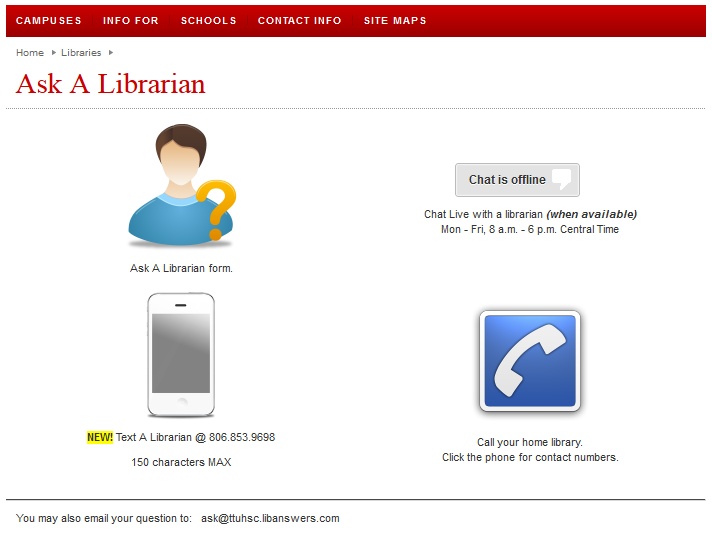 CAMPUSES INFO FOR SCHOOLS CONTACT INFO SITE MAPS
Home Libraries
Ask A Librarian
?
Ask A Librarian form.
Chat is offline
Chat Live with a librarian (when available)
Mon - Fri, 8 a.m. - 6 p.m. Central Time
NEW! Text A Librarian @ 806.853.9698
150 characters MAX
Call your home library.
Click the phone for contact numbers.
You may also email your question to: ask@ttuhsc.libanswers.com